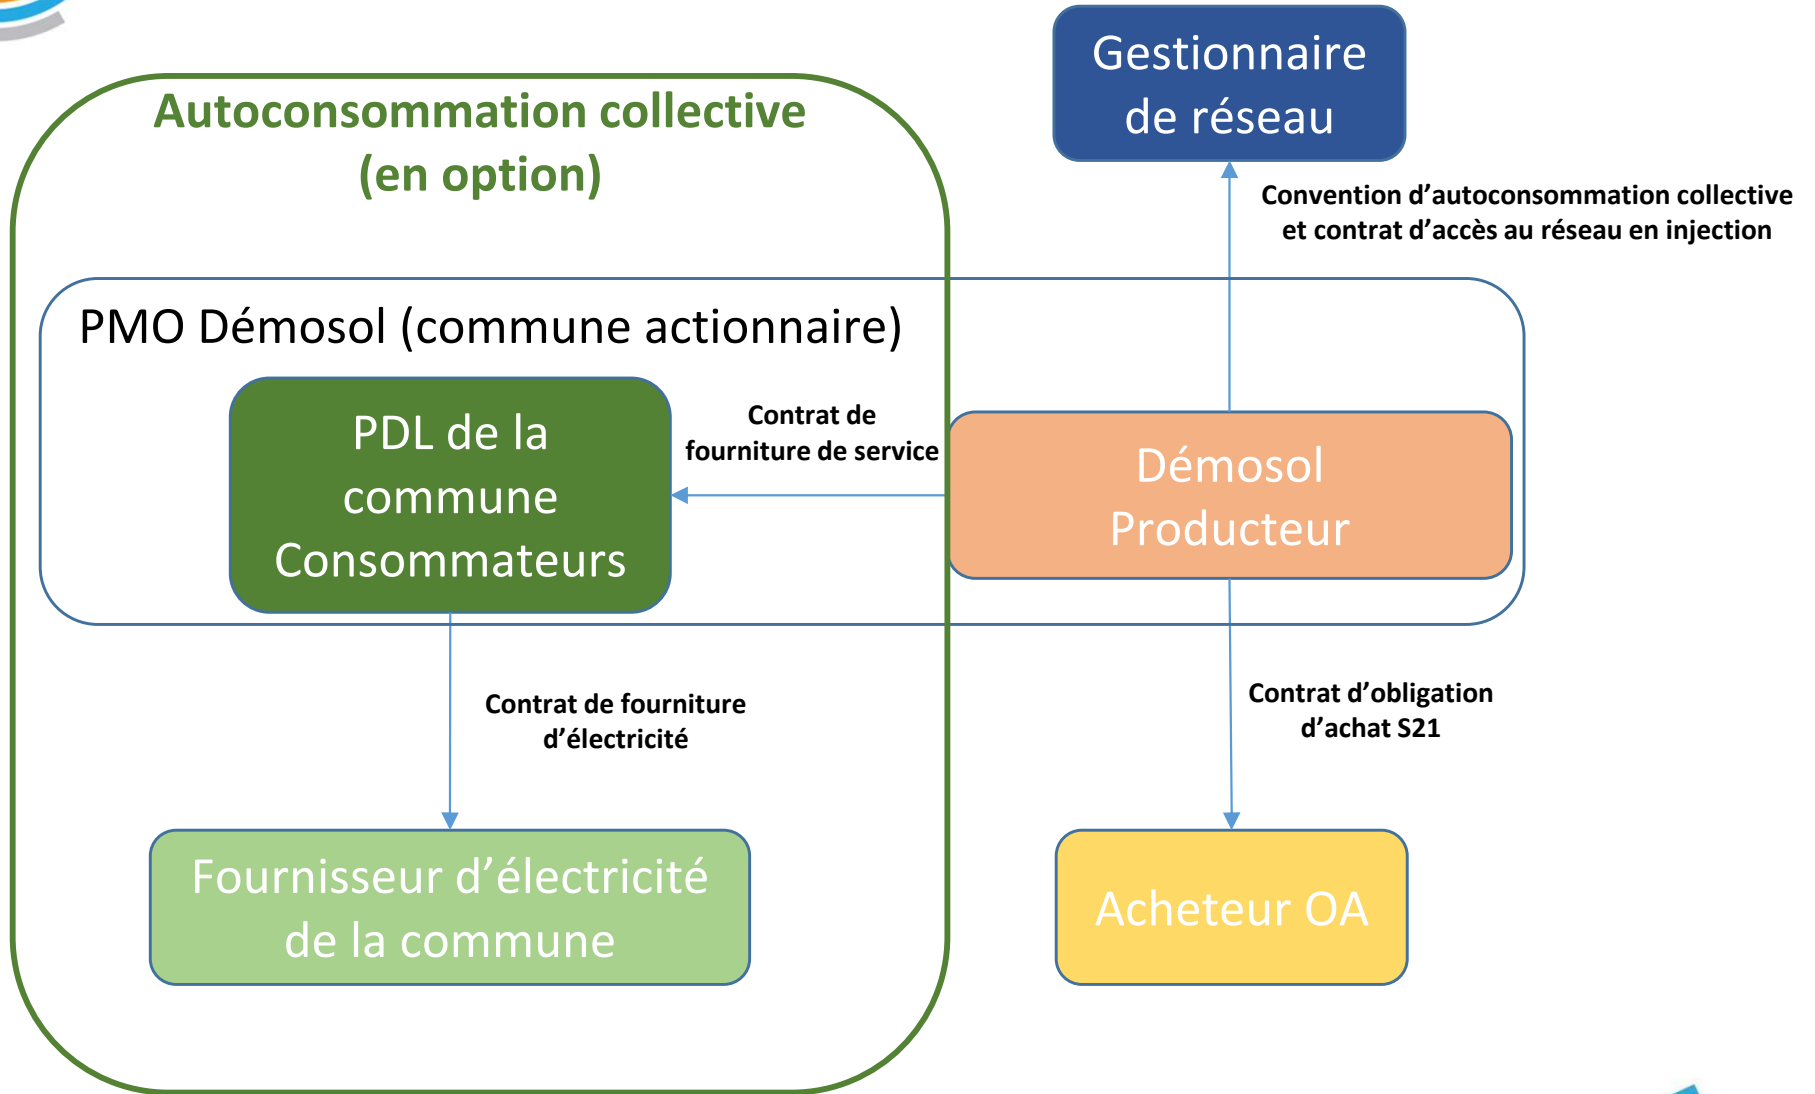 Gestionnaire
de réseau
Autoconsommation collective
(en option)
Convention d’autoconsommation collective
et contrat d’accès au réseau en injection
PMO Démosol (commune actionnaire)
PDL de la
commune
Consommateurs
Contrat de
fourniture de service
Démosol
Producteur
Contrat de fourniture
d’électricité
Contrat d’obligation
d’achat S21
Fournisseur d’électricité
de la commune
Acheteur OA